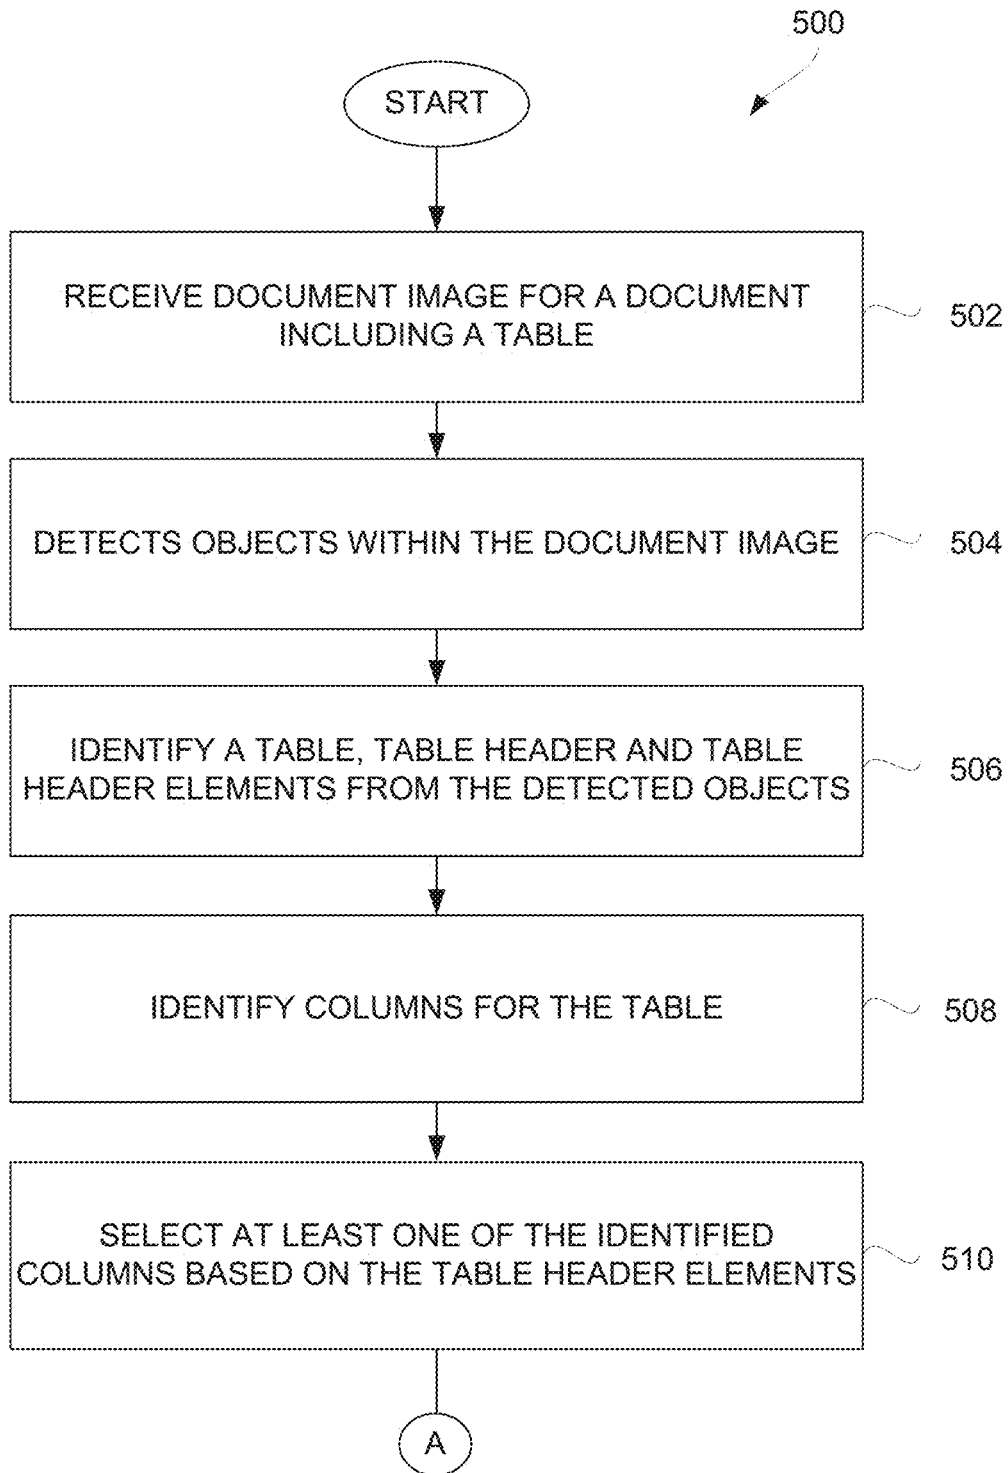 500
START
RECEIVE DOCUMENT IMAGE FOR A DOCUMENT
INCLUDING A TABLE
502
DETECTS OBJECTS WITHIN THE DOCUMENT IMAGE
504
IDENTIFY A TABLE, TABLE HEADER AND TABLE
HEADER ELEMENTS FROM THE DETECTED OBJECTS
506
IDENTIFY COLUMNS FOR THE TABLE
508
SELECT AT LEAST ONE OF THE IDENTIFIED
COLUMNS BASED ON THE TABLE HEADER ELEMENTS
510
A